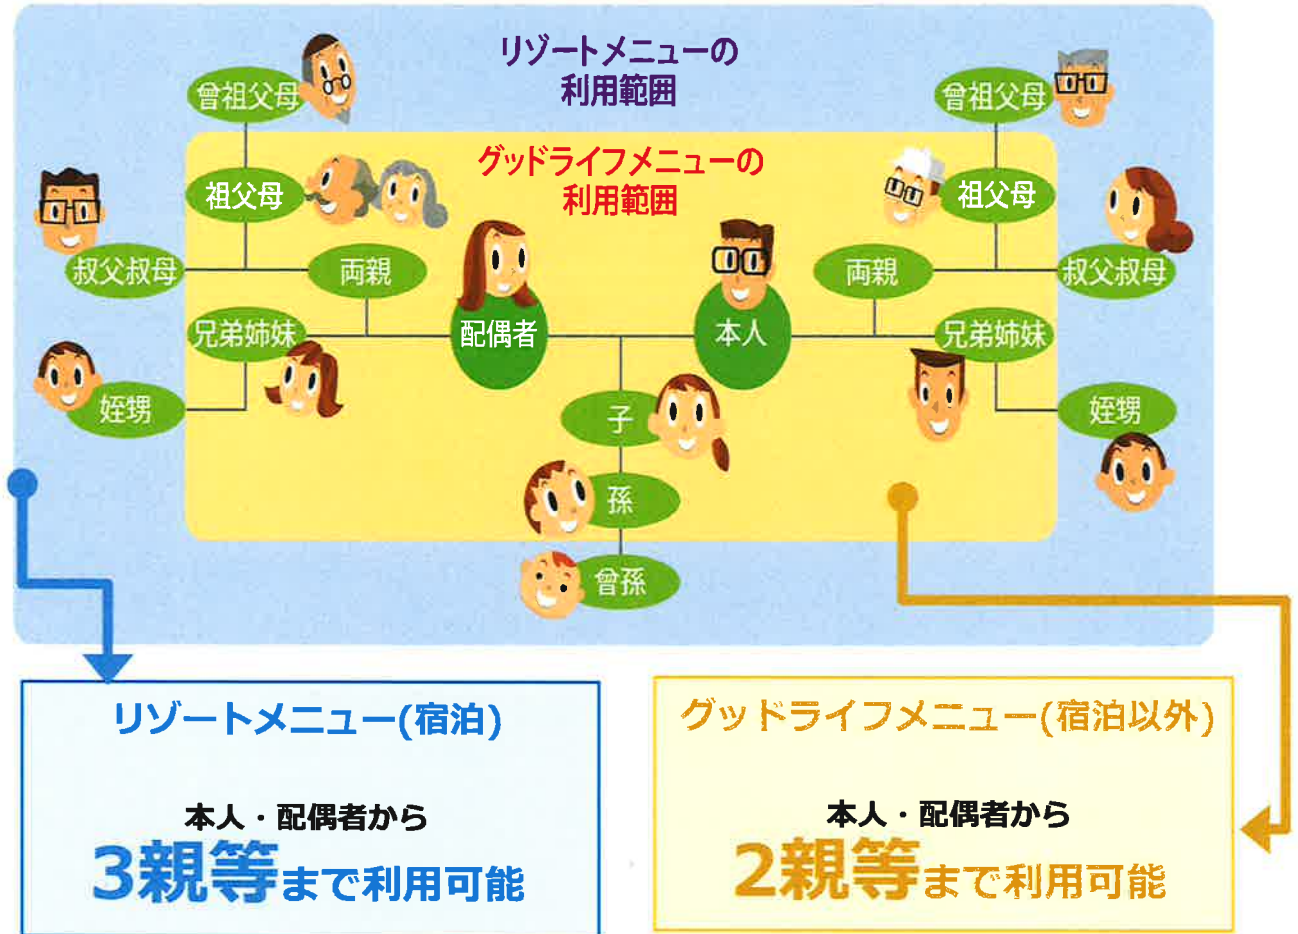 リゾートメニューの
利用範囲
曾祖父母
曾祖父母
グッドライフメニューの
利用範囲
祖父母
祖父母
叔父叔母
両親
両親
叔父叔母
兄弟姉妹
配偶者
本人
兄弟姉妹
姪甥
子
姪甥
孫
曾孫
リゾートメニュー(宿泊)
本人・配偶者から
3親等まで利用可能
グッドライフメニュー(宿泊以外)
本人・配偶者から
2親等まで利用可能